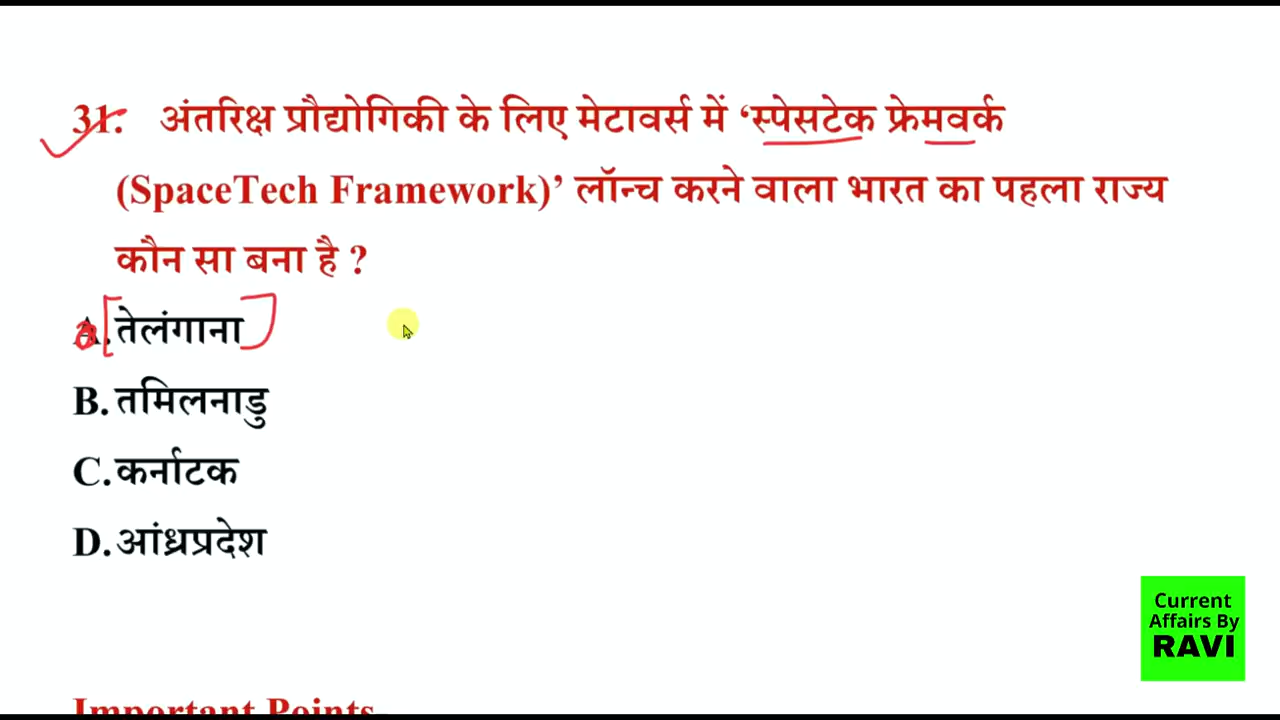 31. अंतरिक्ष प्रौद्योगिकी के लिए मेटावर्स में ‘स्पेसटेक फ्रेमवर्क
(SpaceTech Framework)’ लॉन्च करने वाला भारत का पहला राज्य
कौन सा बना है ?
A. तेलंगाना
B. तमिलनाडु
C. कर्नाटक
D. आंध्रप्रदेश
Current
Affairs By
RAVI
Important Points